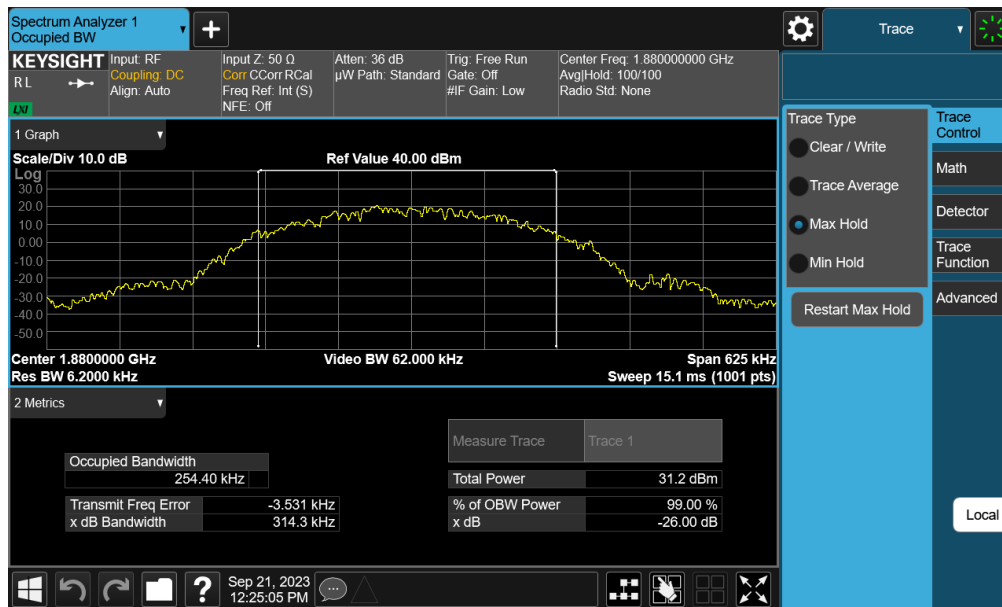 Spectrum Analyzer 1
Occupied BW
+
Trace
KEYSIGHT
R L
LXI
Input: RF
Coupling: DC
Align: Auto
Input Z: 50 Ω
Corr CCorr RCal
Freq Ref: Int (S)
NFE: Off
Atten: 36 dB
µW Path: Standard
Trig: Free Run
Gate: Off
#IF Gain: Low
Center Freq: 1.880000000 GHz
Avg|Hold: 100/100
Radio Std: None
1 Graph
Scale/Div 10.0 dB
Ref Value 40.00 dBm
Log
30.0
20.0
10.0
0.00
-10.0
-20.0
-30.0
-40.0
-50.0
Center 1.8800000 GHz
Video BW 62.000 kHz
Span 625 kHz
Res BW 6.2000 kHz
Sweep 15.1 ms (1001 pts)
2 Metrics
Measure Trace
Trace 1
Occupied Bandwidth
254.40 kHz
Total Power
31.2 dBm
Transmit Freq Error
-3.531 kHz
% of OBW Power
99.00 %
x dB Bandwidth
314.3 kHz
x dB
-26.00 dB
Trace Type
Clear / Write
Trace Average
Max Hold
Min Hold
Restart Max Hold
Trace
Control
Math
Detector
Trace
Function
Advanced
Local
?
Sep 21, 2023
12:25:05 PM